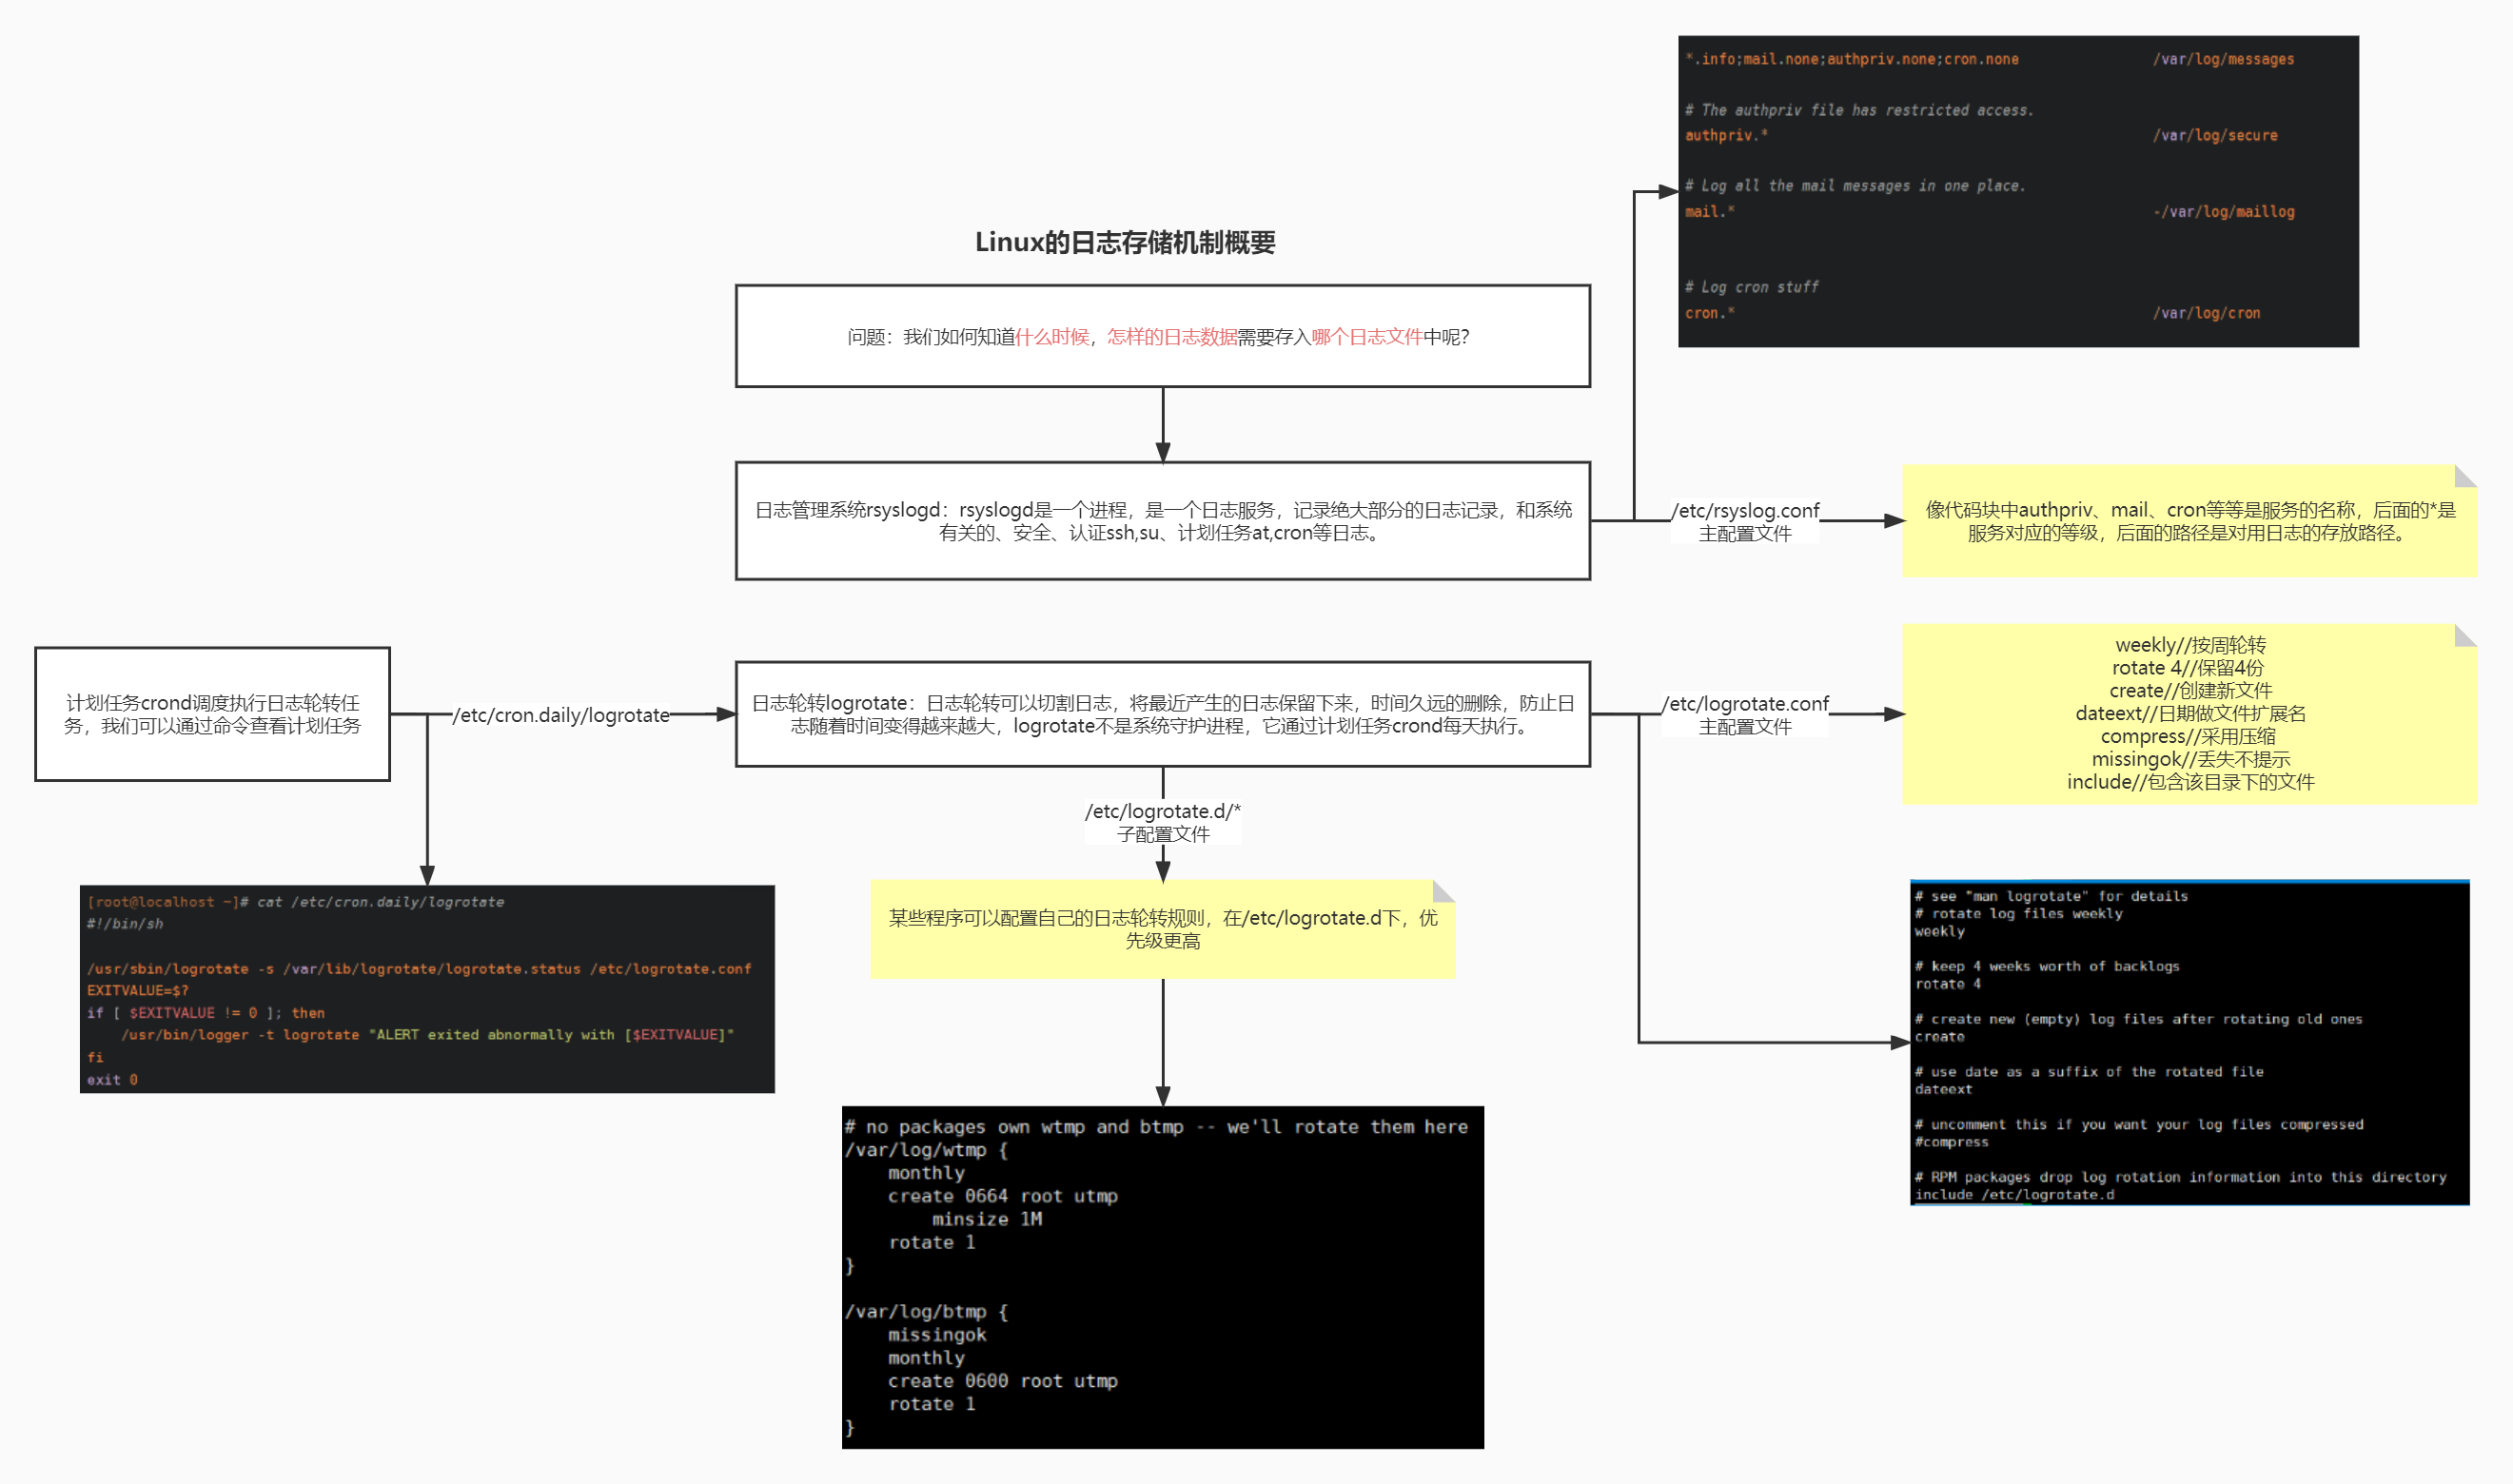 Linux的日志存储机制概要
问题：我们如何知道什么时候，怎样的日志数据需要存入哪个日志文件中呢？
*.info;mail.none;authpriv.none;cron.none /var/log/messages
# The authpriv file has restricted access.
authpriv.* /var/log/secure
# Log all the mail messages in one place.
mail.* -/var/log/maillog
# Log cron stuff
cron.* /var/log/cron
日志管理系统rsyslogd：rsyslogd是一个进程，是一个日志服务，记录绝大部分的日志记录，和系统
有关的、安全、认证ssh,su、计划任务at,cron等日志。
/etc/rsyslog.conf
主配置文件
像代码块中authpriv、mail、cron等等是服务的名称，后面的*是
服务对应的等级，后面的路径是对用日志的存放路径。
计划任务crond调度执行日志轮转任
务，我们可以通过命令查看计划任务
/etc/cron.daily/logrotate
日志轮转logrotate：日志轮转可以切割日志，将最近产生的日志保留下来，时间久远的删除，防止日
志随着时间变得越来越大，logrotate不是系统守护进程，它通过计划任务crond每天执行。
/etc/logrotate.conf
主配置文件
weekly//按周轮转
rotate 4//保留4份
create//创建新文件
dateext//日期做文件扩展名
compress//采用压缩
missingok//丢失不提示
include//包含该目录下的文件
/etc/logrotate.d/*
子配置文件
某些程序可以配置自己的日志轮转规则，在/etc/logrotate.d下，优
先级更高
[root@localhost ~]# cat /etc/cron.daily/logrotate
#!/bin/sh
/usr/sbin/logrotate -s /var/lib/logrotate/logrotate.status /etc/logrotate.conf
EXITVALUE=$?
if [ $EXITVALUE != 0 ]; then
/usr/bin/logger -t logrotate "ALERT exited abnormally with [$EXITVALUE]"
fi
exit 0
# no packages own wtmp and btmp -- we'll rotate them here
/var/log/wtmp {
monthly
create 0664 root utmp
minsize 1M
rotate 1
}
/var/log/btmp {
missingok
monthly
create 0600 root utmp
rotate 1
}
# see "man logrotate" for details
# rotate log files weekly
weekly
# keep 4 weeks worth of backlogs
rotate 4
# create new (empty) log files after rotating old ones
create
# use date as a suffix of the rotated file
dateext
# uncomment this if you want your log files compressed
#compress
# RPM packages drop log rotation information into this directory
include /etc/logrotate.d